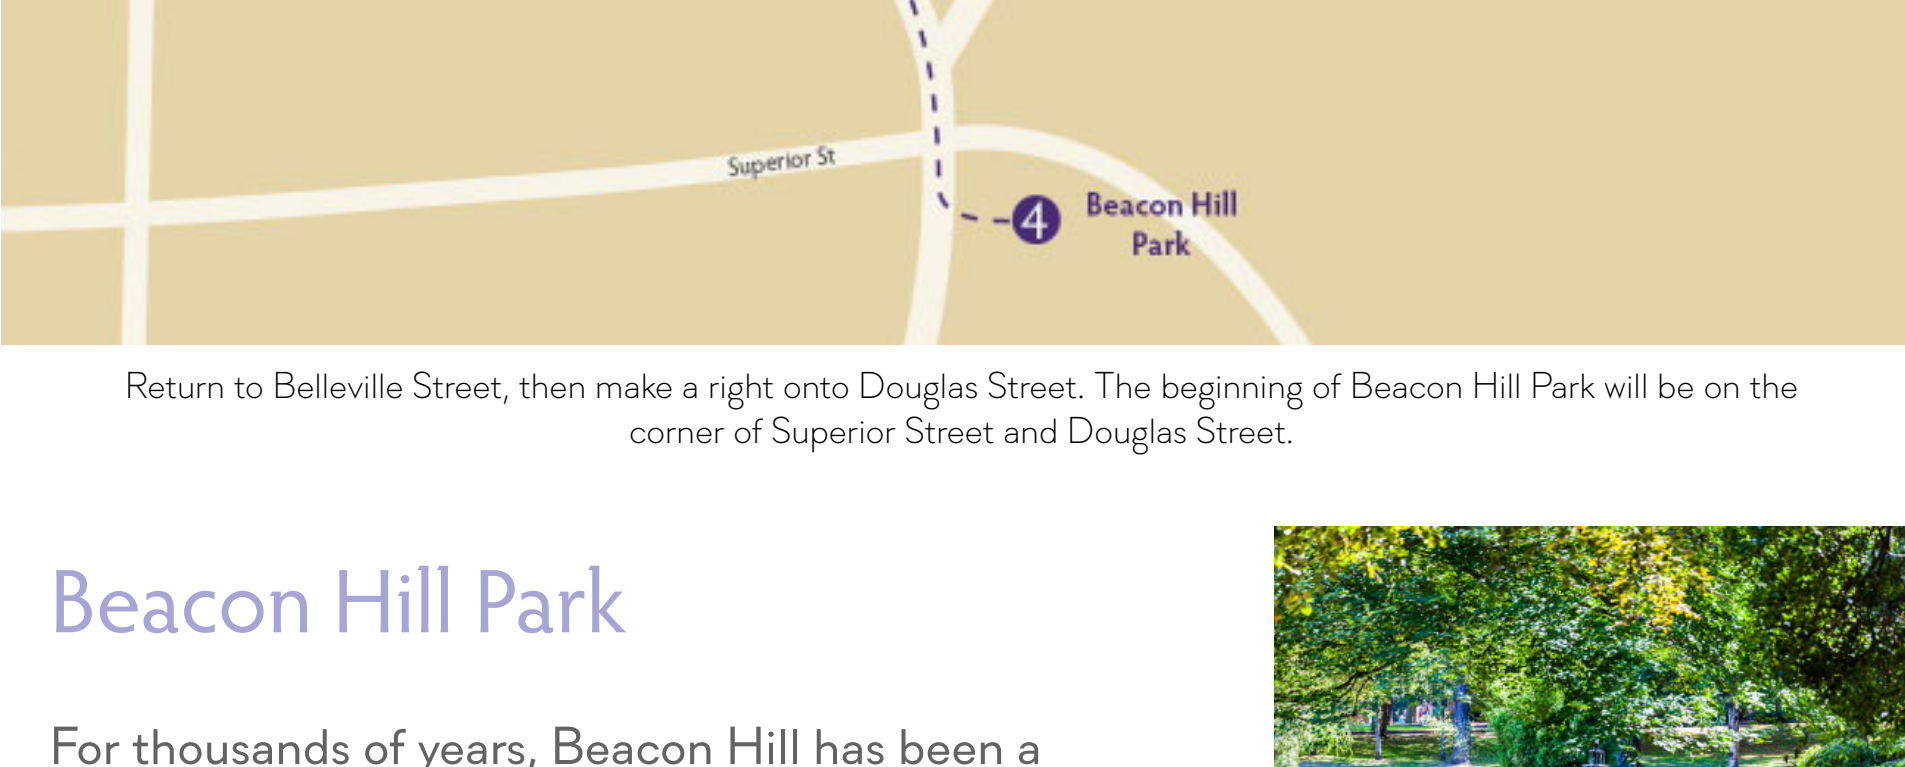 Superior St
4
Beacon Hill
Park
Return to Belleville Street, then make a right onto Douglas Street. The beginning of Beacon Hill Park will be on the
corner of Superior Street and Douglas Street.
Beacon Hill Park
For thousands of years, Beacon Hill has been a